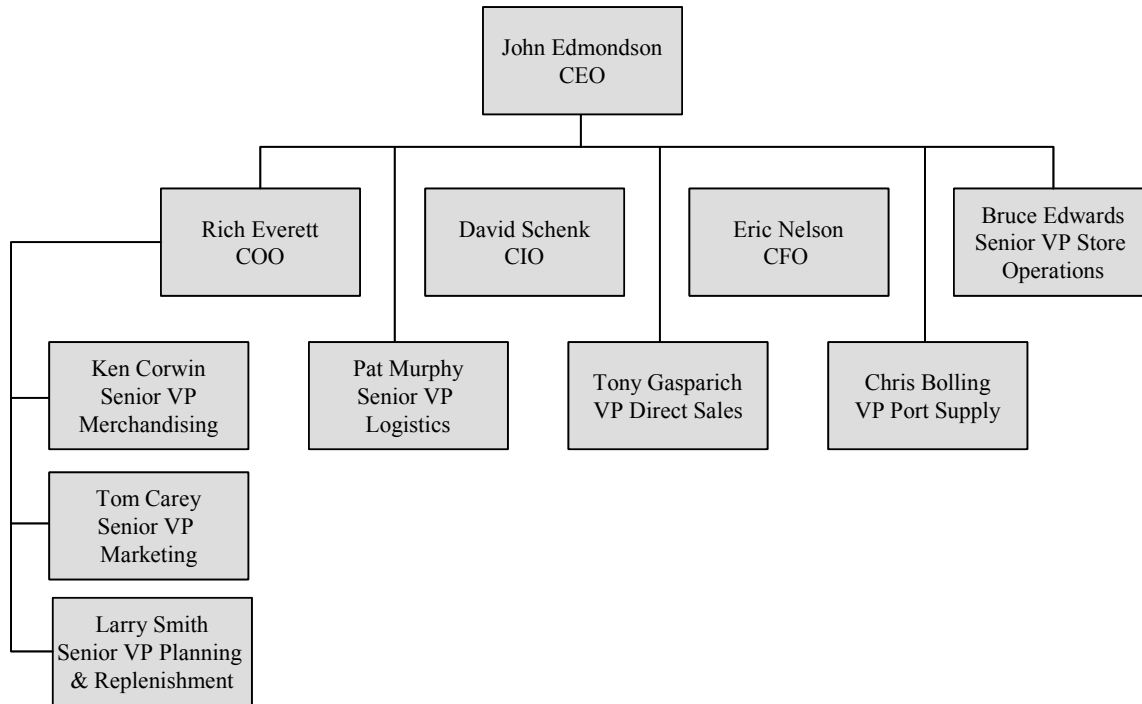 John Edmondson
CEO
Rich Everett
COO
David Schenk
CIO
Eric Nelson
CFO
Bruce Edwards
Senior VP Store
Operations
Ken Corwin
Senior VP
Merchandising
Pat Murphy
Senior VP
Logistics
Tony Gasparich
VP Direct Sales
Chris Bolling
VP Port Supply
Tom Carey
Senior VP
Marketing
Larry Smith
Senior VP Planning
& Replenishment